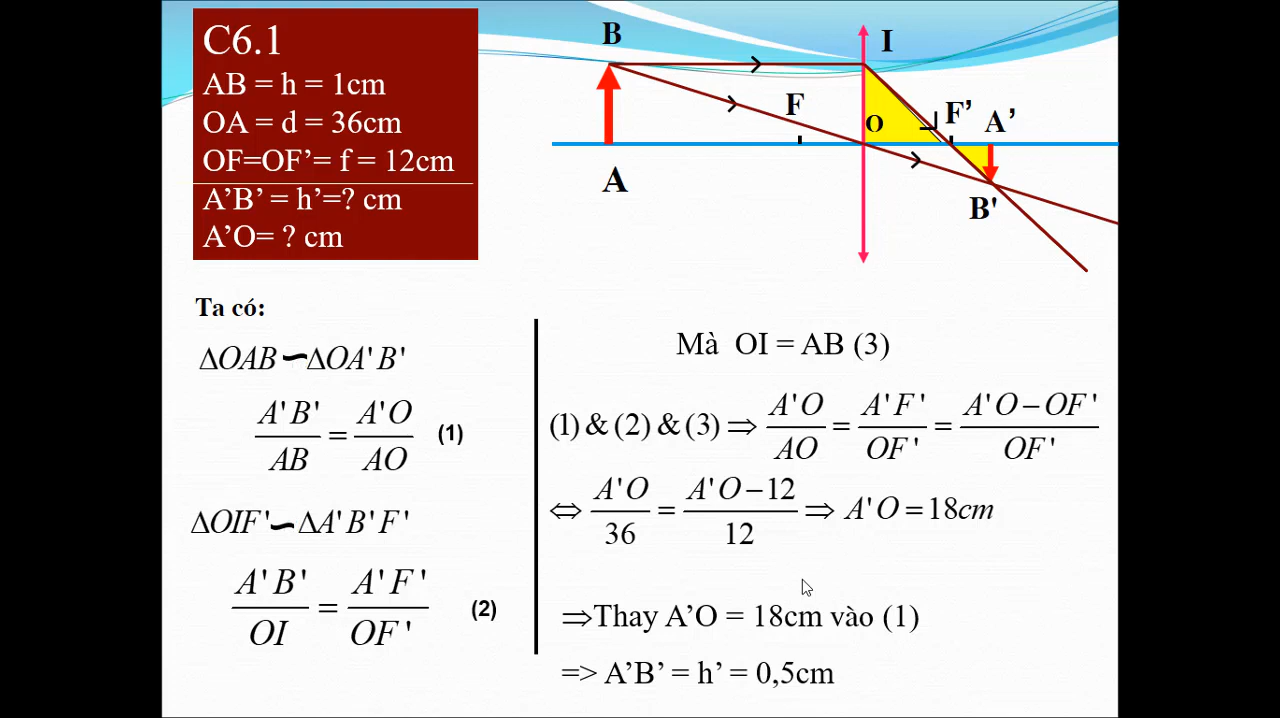 C6.1
AB = h = 1cm
OA = d = 36cm
OF=OF’= f = 12cm
A’B’ = h’=? cm
A’O= ? cm
B
I
F
O
F’
A’
A
B'
Ta có:
ΔOAB ∽ ΔOA'B'
A'B'/AB = A'O/AO (1)
ΔOIF' ∽ ΔA'B'F'
A'B'/OI = A'F'/OF' (2)
Mà OI = AB (3)
(1) & (2) & (3) ⇒ A'O/AO = A'F'/OF' = (A'O − OF')/OF'
⇔ A'O/36 = (A'O − 12)/12 ⇒ A'O = 18cm
⇒Thay A’O = 18cm vào (1)
=> A’B’ = h’ = 0,5cm